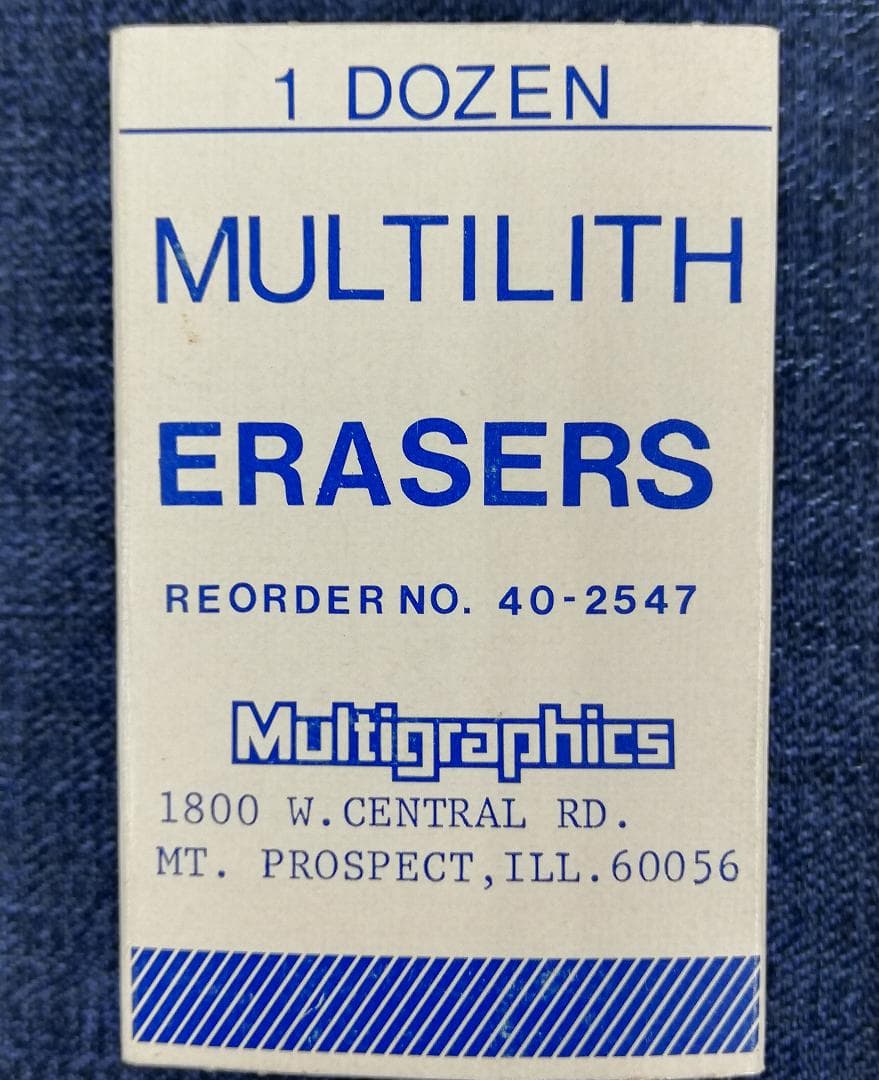 1 DOZEN
MULTILITH
ERASERS
REORDER NO. 40-2547
Multigraphics
1800 W.CENTRAL RD.
MT. PROSPECT,ILL.60056